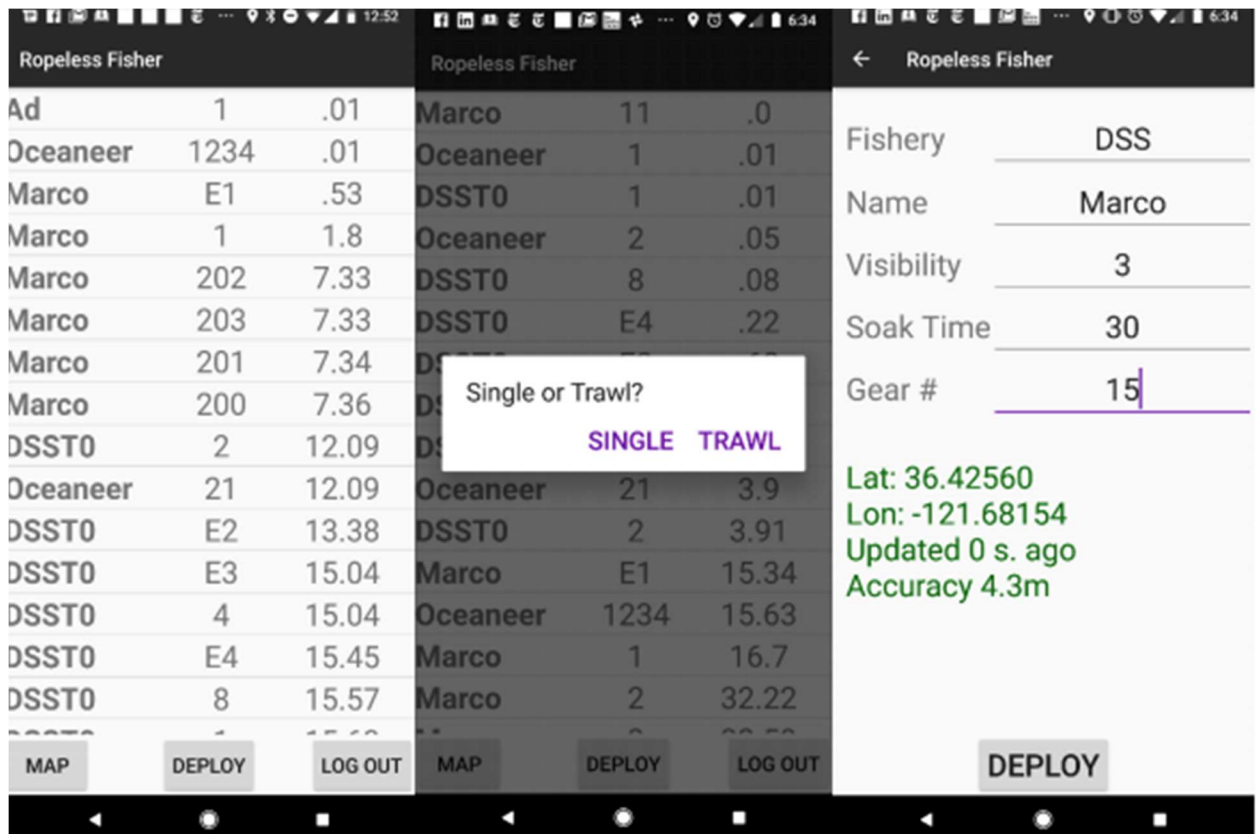 12:52
Ropeless Fisher
Ad 1 .01
Oceaneer 1234 .01
Marco E1 .53
Marco 1 1.8
Marco 202 7.33
Marco 203 7.33
Marco 201 7.34
Marco 200 7.36
DSST0 2 12.09
Oceaneer 21 12.09
DSST0 E2 13.38
DSST0 E3 15.04
DSST0 4 15.04
DSST0 E4 15.45
DSST0 8 15.57
MAP DEPLOY LOG OUT
6:34
Ropeless Fisher
Marco 11 .0
Oceaneer 1 .01
DSST0 1 .01
Oceaneer 2 .05
DSST0 8 .08
DSST0 E4 .22
Single or Trawl?
SINGLE TRAWL
Oceaneer 21 3.9
DSST0 2 3.91
Marco E1 15.34
Oceaneer 1234 15.63
Marco 1 16.7
Marco 2 32.22
MAP DEPLOY LOG OUT
6:34
Ropeless Fisher
Fishery DSS
Name Marco
Visibility 3
Soak Time 30
Gear # 15
Lat: 36.42560
Lon: -121.68154
Updated 0 s. ago
Accuracy 4.3m
DEPLOY